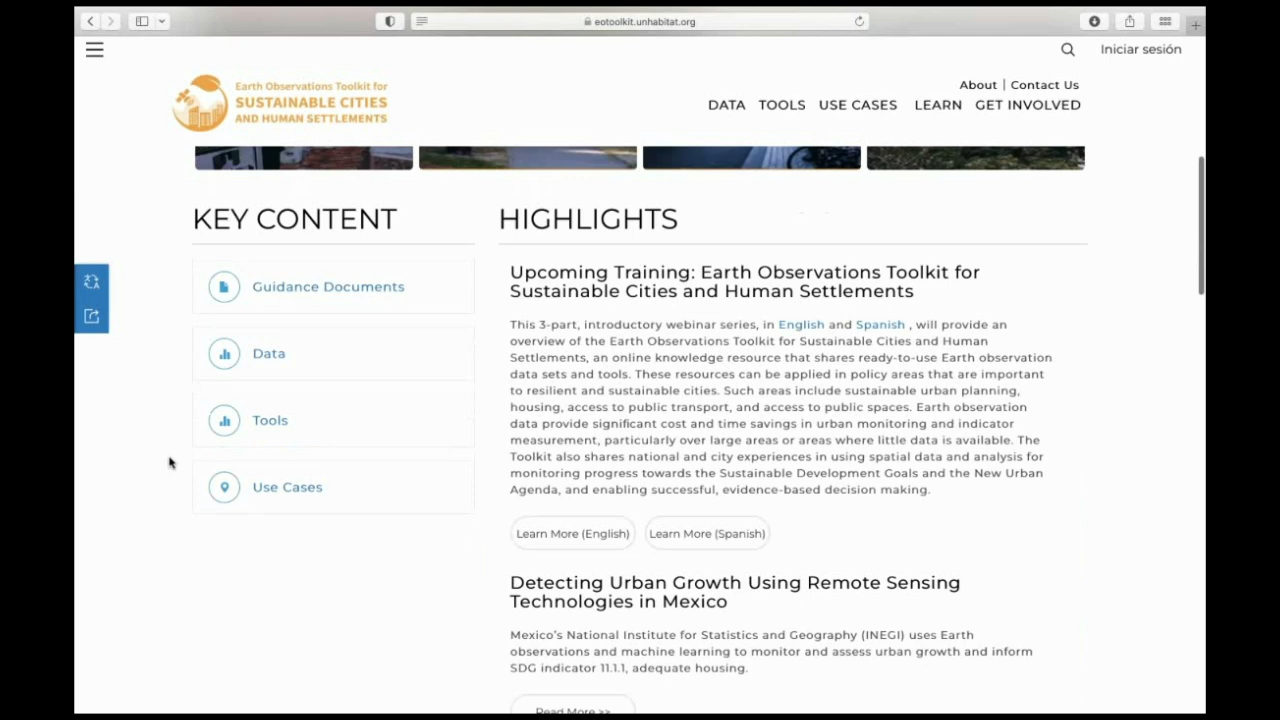 eotoolkit.unhabitat.org
Iniciar sesión
Earth Observations Toolkit for
SUSTAINABLE CITIES
AND HUMAN SETTLEMENTS
About | Contact Us
DATA TOOLS USE CASES LEARN GET INVOLVED
KEY CONTENT
Guidance Documents
Data
Tools
Use Cases
HIGHLIGHTS
Upcoming Training: Earth Observations Toolkit for
Sustainable Cities and Human Settlements
This 3-part, introductory webinar series, in English and Spanish , will provide an
overview of the Earth Observations Toolkit for Sustainable Cities and Human
Settlements, an online knowledge resource that shares ready-to-use Earth observation
data sets and tools. These resources can be applied in policy areas that are important
to resilient and sustainable cities. Such areas include sustainable urban planning,
housing, access to public transport, and access to public spaces. Earth observation
data provide significant cost and time savings in urban monitoring and indicator
measurement, particularly over large areas or areas where little data is available. The
Toolkit also shares national and city experiences in using spatial data and analysis for
monitoring progress towards the Sustainable Development Goals and the New Urban
Agenda, and enabling successful, evidence-based decision making.
Learn More (English) Learn More (Spanish)
Detecting Urban Growth Using Remote Sensing
Technologies in Mexico
Mexico's National Institute for Statistics and Geography (INEGI) uses Earth
observations and machine learning to monitor and assess urban growth and inform
SDG indicator 11.1.1, adequate housing.
Read More >>